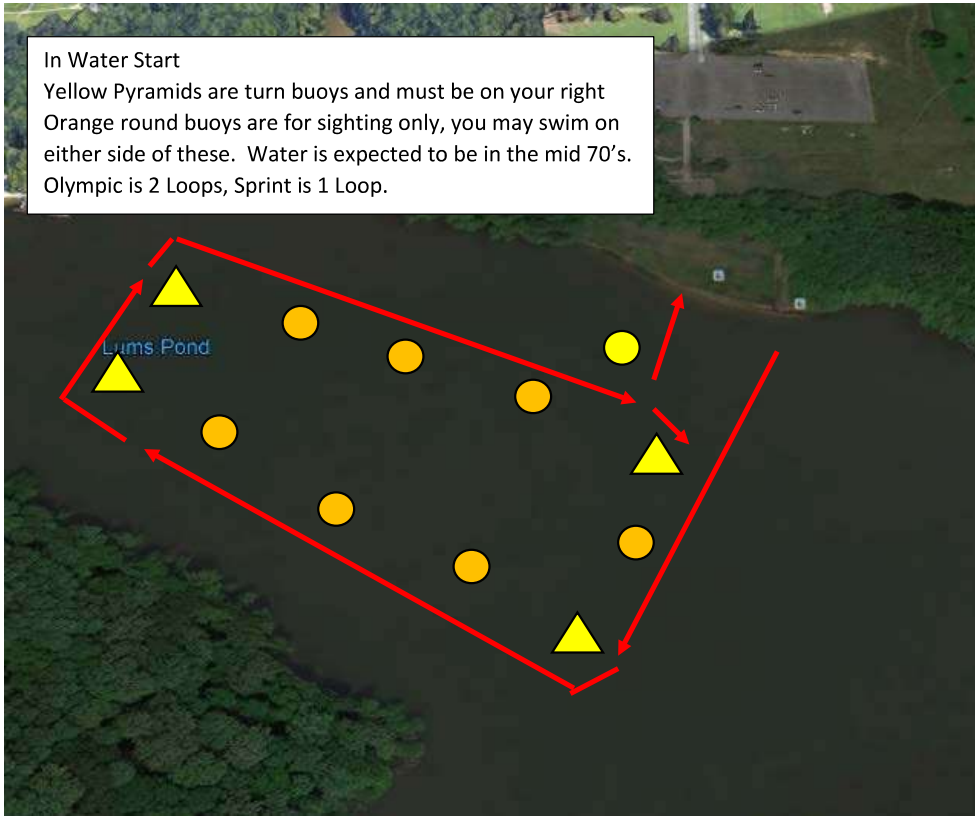 In Water Start
Yellow Pyramids are turn buoys and must be on your right
Orange round buoys are for sighting only, you may swim on
either side of these.  Water is expected to be in the mid 70’s.
Olympic is 2 Loops, Sprint is 1 Loop.
Lums Pond